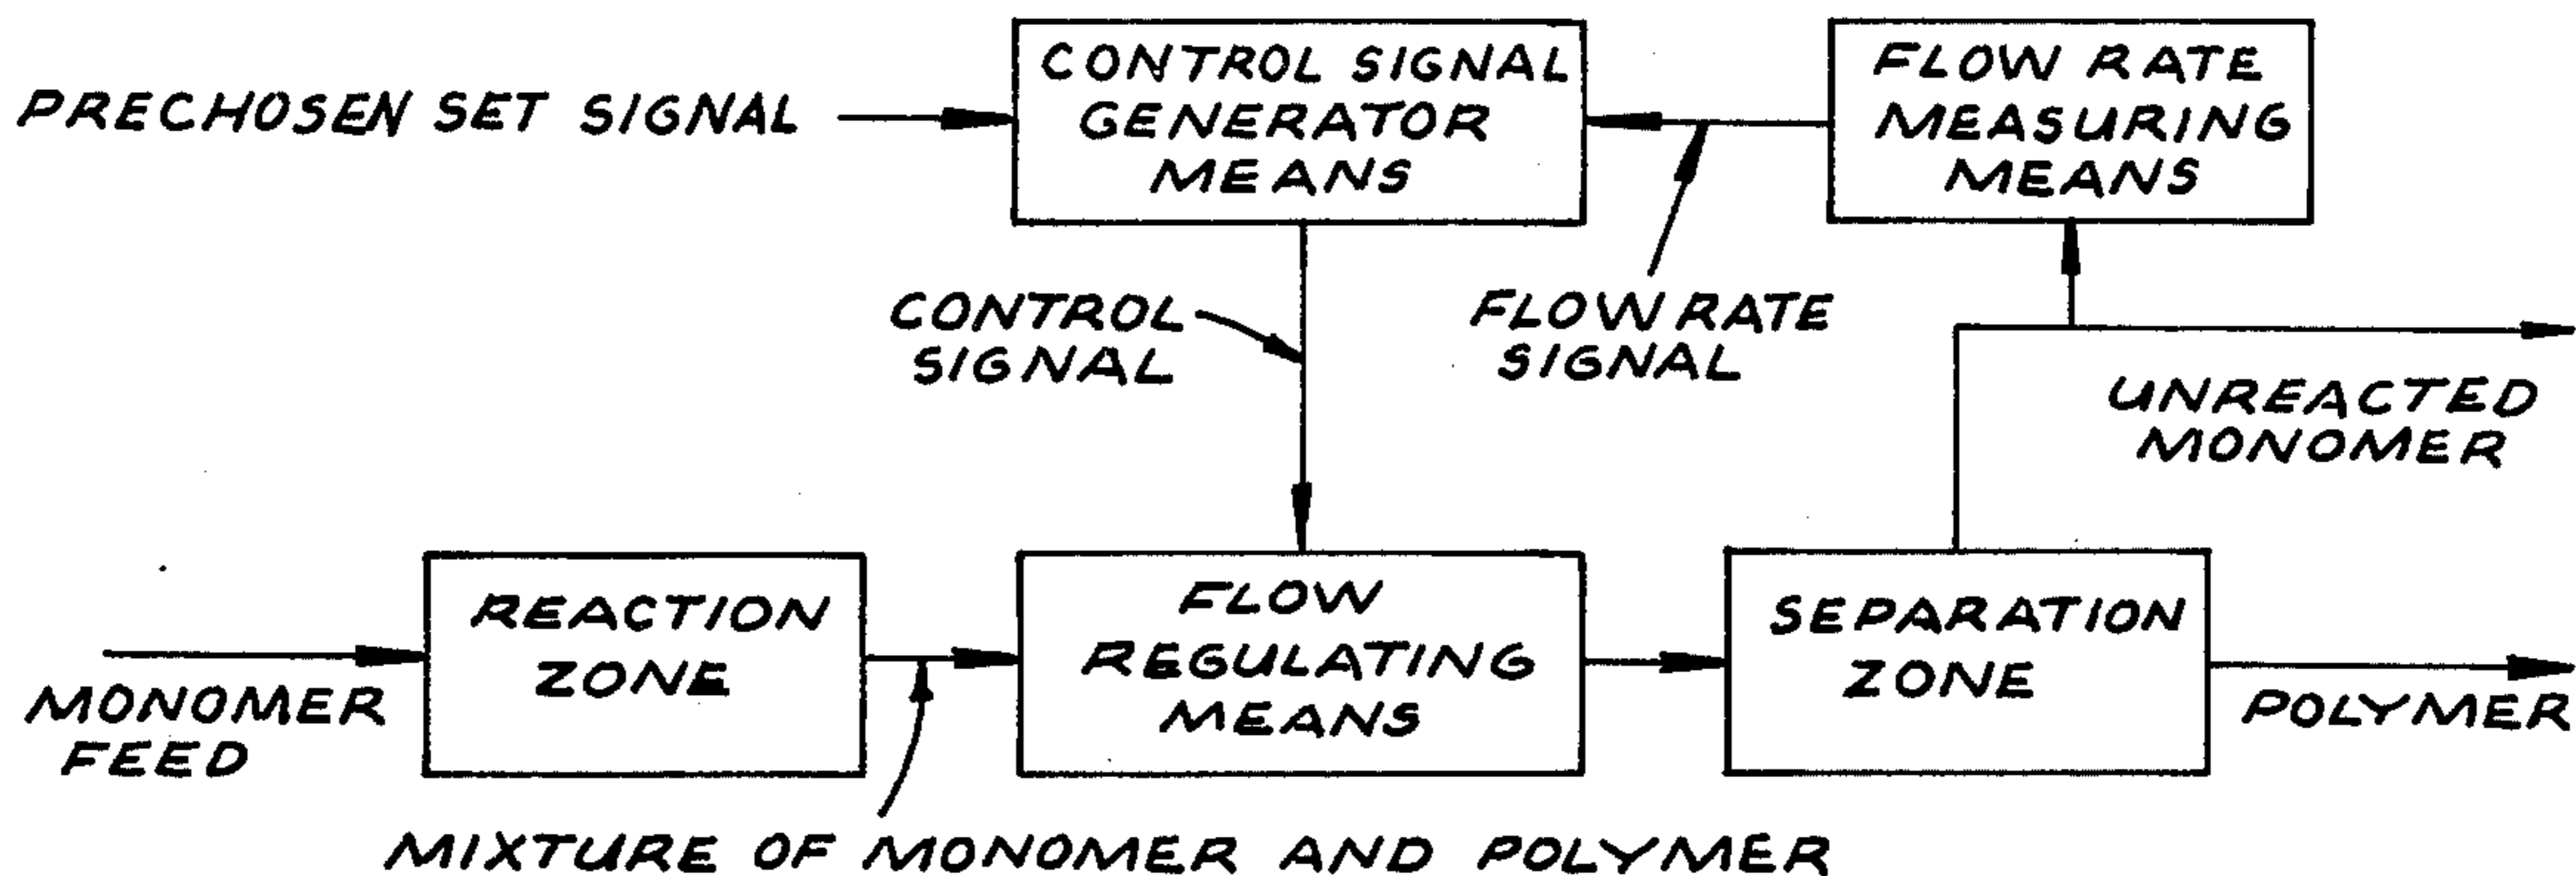 PRECHOSEN SET SIGNAL
CONTROL SIGNAL
GENERATOR
MEANS
FLOW RATE
MEASURING
MEANS
CONTROL
SIGNAL
FLOW RATE
SIGNAL
UNREACTED
MONOMER
MONOMER
FEED
REACTION
ZONE
FLOW
REGULATING
MEANS
SEPARATION
ZONE
POLYMER
MIXTURE OF MONOMER AND POLYMER